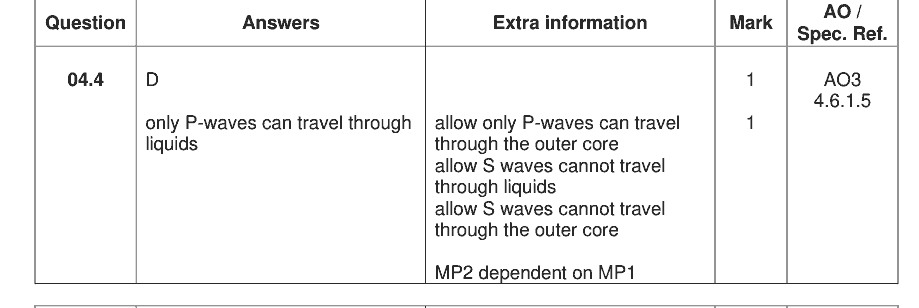 Question Answers Extra information Mark AO /
Spec. Ref.
04.4 D 1 AO3
4.6.1.5
only P-waves can travel through allow only P-waves can travel 1
liquids through the outer core
allow S waves cannot travel
through liquids
allow S waves cannot travel
through the outer core
MP2 dependent on MP1